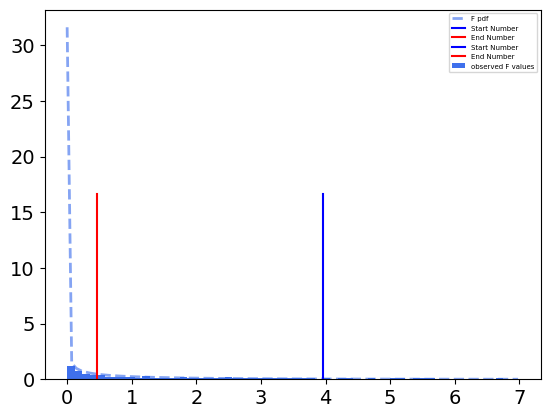 F pdf
Start Number
End Number
Start Number
End Number
observed F values
30
25
20
15
10
5
0
0 1 2 3 4 5 6 7